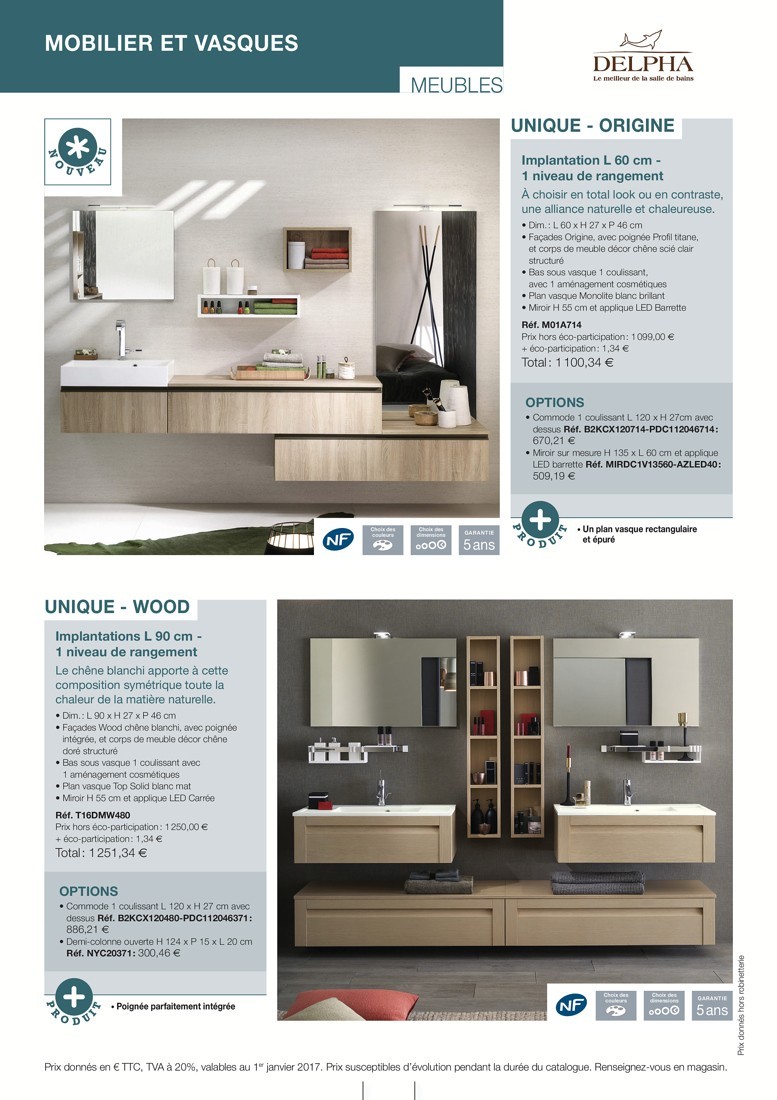 MOBILIER ET VASQUES
MEUBLES
DELPHA
Le meilleur de la salle de bains
NOUVEAU
UNIQUE - ORIGINE
Implantation L 60 cm -
1 niveau de rangement
À choisir en total look ou en contraste,
une alliance naturelle et chaleureuse.
• Dim. : L 60 x H 27 x P 46 cm
• Façades Origine, avec poignée Profil titane,
et corps de meuble décor chêne scié clair
structuré
• Bas sous vasque 1 coulissant,
avec 1 aménagement cosmétiques
• Plan vasque Monolite blanc brillant
• Miroir H 55 cm et applique LED Barrette
Réf. M01A714
Prix hors éco-participation : 1 099,00 €
+ éco-participation : 1,34 €
Total : 1 100,34 €
OPTIONS
• Commode 1 coulissant L 120 x H 27cm avec
dessus Réf. B2KCX120714-PDC112046714 :
670,21 €
• Miroir sur mesure H 135 x L 60 cm et applique
LED barrette Réf. MIRDC1V13560-AZLED40 :
509,19 €
PRODUIT
• Un plan vasque rectangulaire
et épuré
NF
Choix des
couleurs
Choix des
dimensions
GARANTIE
5 ans
UNIQUE - WOOD
Implantations L 90 cm -
1 niveau de rangement
Le chêne blanchi apporte à cette
composition symétrique toute la
chaleur de la matière naturelle.
• Dim. : L 90 x H 27 x P 46 cm
• Façades Wood chêne blanchi, avec poignée
intégrée, et corps de meuble décor chêne
doré structuré
• Bas sous vasque 1 coulissant avec
1 aménagement cosmétiques
• Plan vasque Top Solid blanc mat
• Miroir H 55 cm et applique LED Carrée
Réf. T16DMW480
Prix hors éco-participation : 1 250,00 €
+ éco-participation : 1,34 €
Total : 1 251,34 €
OPTIONS
• Commode 1 coulissant L 120 x H 27 cm avec
dessus Réf. B2KCX120480-PDC112046371 :
886,21 €
• Demi-colonne ouverte H 124 x P 15 x L 20 cm
Réf. NYC20371 : 300,46 €
PRODUIT
• Poignée parfaitement intégrée
NF
Choix des
couleurs
Choix des
dimensions
GARANTIE
5 ans
Prix donnés hors robinetterie
Prix donnés en € TTC, TVA à 20%, valables au 1er janvier 2017. Prix susceptibles d'évolution pendant la durée du catalogue. Renseignez-vous en magasin.